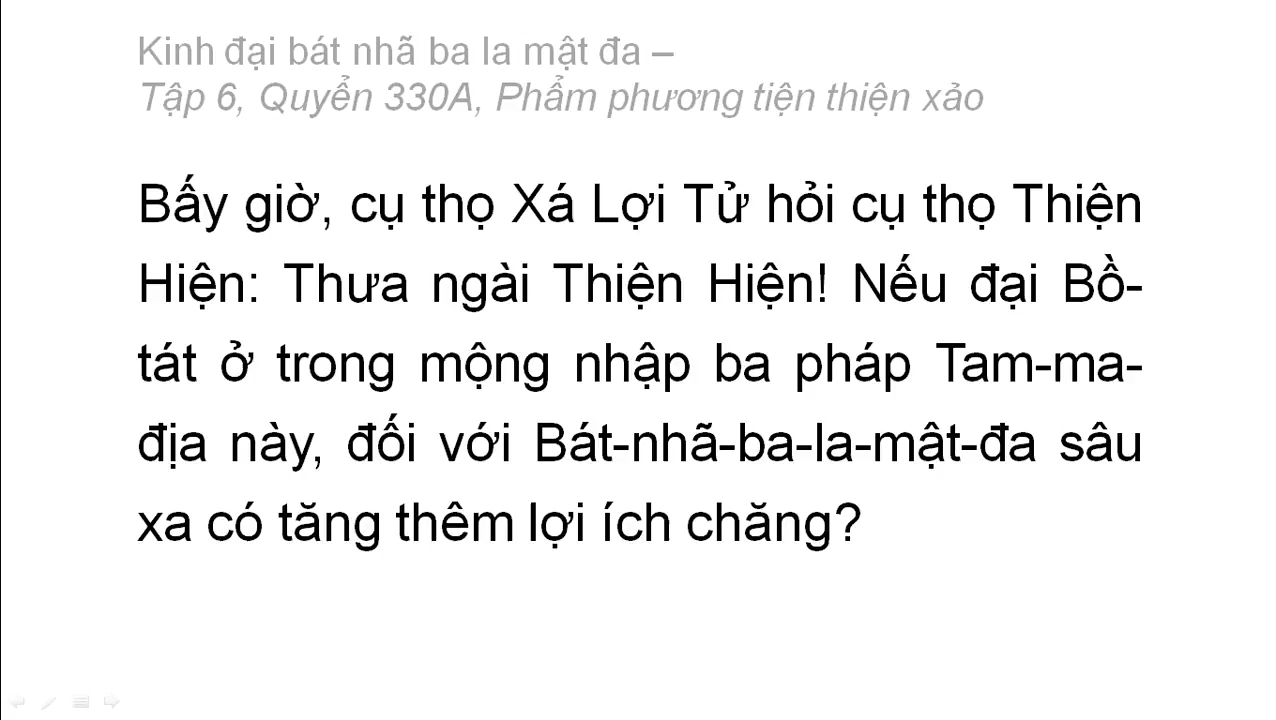 Kinh đại bát nhã ba la mật đa –
Tập 6, Quyển 330A, Phẩm phương tiện thiện xảo
Bấy giờ, cụ thọ Xá Lợi Tử hỏi cụ thọ Thiện
Hiện: Thưa ngài Thiện Hiện! Nếu đại Bồ-
tát ở trong mộng nhập ba pháp Tam-ma-
địa này, đối với Bát-nhã-ba-la-mật-đa sâu
xa có tăng thêm lợi ích chăng?